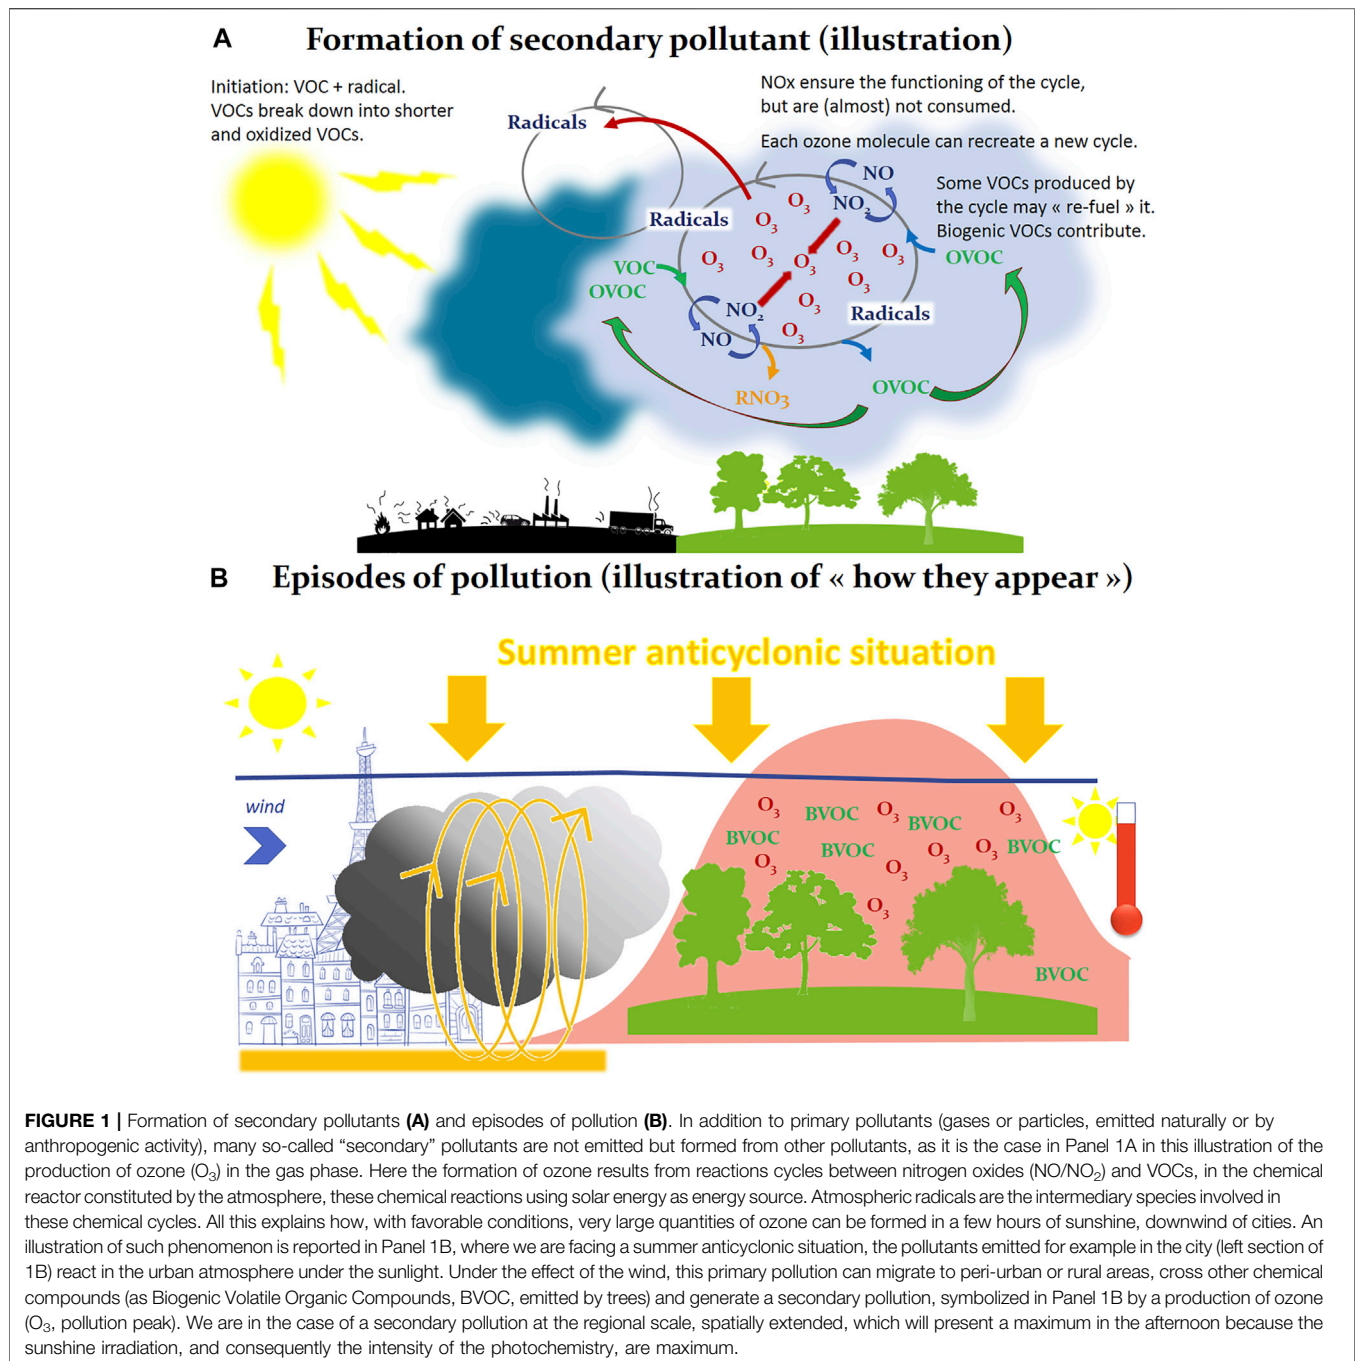 A Formation of secondary pollutant (illustration)
Initiation: VOC + radical.
VOCs break down into shorter
and oxidized VOCs.
NOx ensure the functioning of the cycle,
but are (almost) not consumed.
Each ozone molecule can recreate a new cycle.
Some VOCs produced by
the cycle may « re-fuel » it.
Biogenic VOCs contribute.
Radicals
NO
NO2
O3
O3
Radicals
O3
O3
O3
O3
O3
O3
OVOC
VOC
OVOC
O3
O3
NO2
Radicals
NO
O3
OVOC
RNO3
B Episodes of pollution (illustration of « how they appear »)
Summer anticyclonic situation
wind
O3
BVOC
O3
BVOC
O3
BVOC
BVOC
O3
O3
BVOC
O3
O3
O3
BVOC
FIGURE 1 | Formation of secondary pollutants (A) and episodes of pollution (B). In addition to primary pollutants (gases or particles, emitted naturally or by
anthropogenic activity), many so-called “secondary” pollutants are not emitted but formed from other pollutants, as it is the case in Panel 1A in this illustration of the
production of ozone (O3) in the gas phase. Here the formation of ozone results from reactions cycles between nitrogen oxides (NO/NO2) and VOCs, in the chemical
reactor constituted by the atmosphere, these chemical reactions using solar energy as energy source. Atmospheric radicals are the intermediary species involved in
these chemical cycles. All this explains how, with favorable conditions, very large quantities of ozone can be formed in a few hours of sunshine, downwind of cities. An
illustration of such phenomenon is reported in Panel 1B, where we are facing a summer anticyclonic situation, the pollutants emitted for example in the city (left section of
1B) react in the urban atmosphere under the sunlight. Under the effect of the wind, this primary pollution can migrate to peri-urban or rural areas, cross other chemical
compounds (as Biogenic Volatile Organic Compounds, BVOC, emitted by trees) and generate a secondary pollution, symbolized in Panel 1B by a production of ozone
(O3, pollution peak). We are in the case of a secondary pollution at the regional scale, spatially extended, which will present a maximum in the afternoon because the
sunshine irradiation, and consequently the intensity of the photochemistry, are maximum.